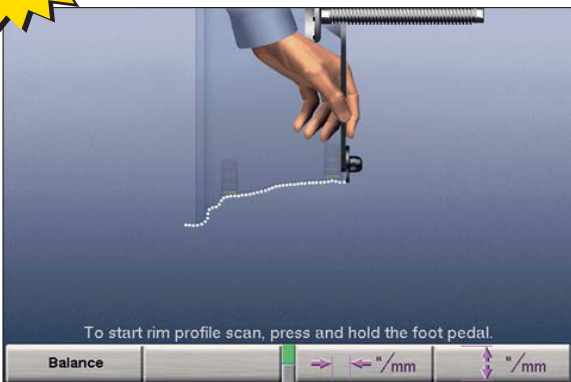 To start rim profile scan, press and hold the foot pedal.
Balance
"/mm
"/mm